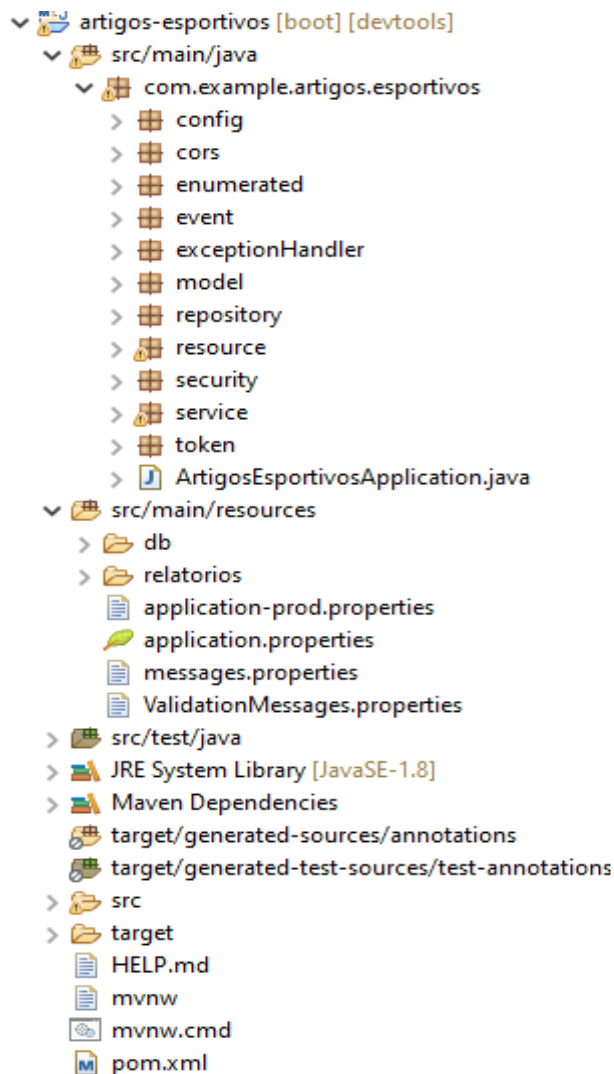 artigos-esportivos [boot] [devtools]
src/main/java
com.example.artigos.esportivos
config
cors
enumerated
event
exceptionHandler
model
repository
resource
security
service
token
ArtigosEsportivosApplication.java
src/main/resources
db
relatorios
application-prod.properties
application.properties
messages.properties
ValidationMessages.properties
src/test/java
JRE System Library [JavaSE-1.8]
Maven Dependencies
target/generated-sources/annotations
target/generated-test-sources/test-annotations
src
target
HELP.md
mvnw
mvnw.cmd
pom.xml